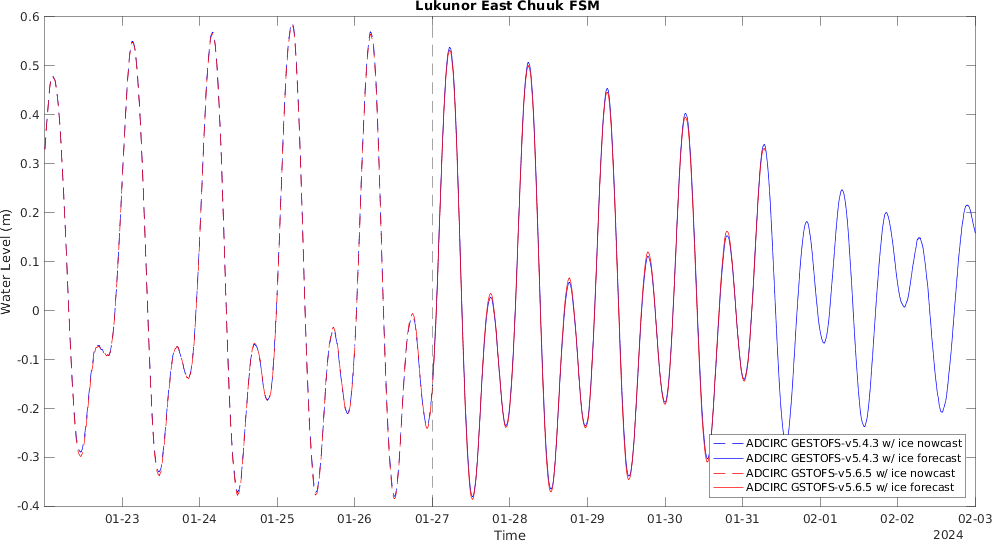 Lukunor East Chuuk FSM
0.6
0.5
0.4
0.3
0.2
0.1
0
-0.1
-0.2
-0.3
-0.4
Water Level (m)
ADCIRC GESTOFS-v5.4.3 w/ ice nowcast
ADCIRC GESTOFS-v5.4.3 w/ ice forecast
ADCIRC GSTOFS-v5.6.5 w/ ice nowcast
ADCIRC GSTOFS-v5.6.5 w/ ice forecast
01-23 01-24 01-25 01-26 01-27 01-28 01-29 01-30 01-31 02-01 02-02 02-03
Time
2024